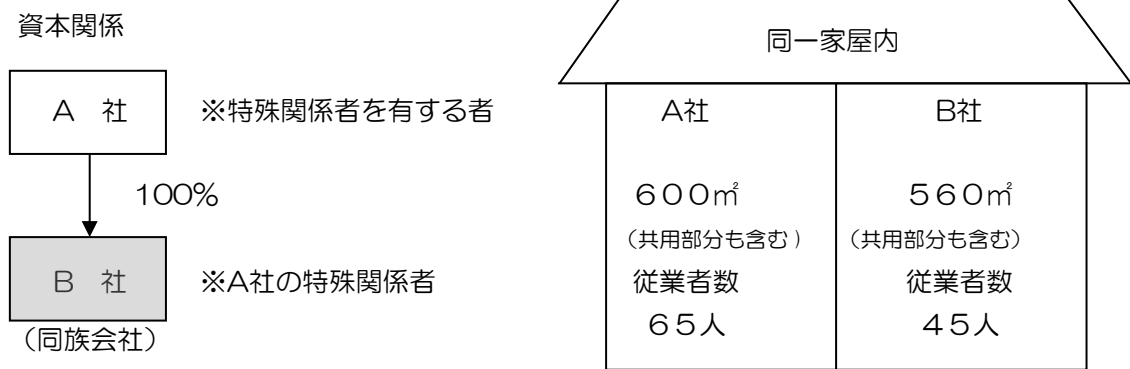 資本関係
A 社
※特殊関係者を有する者
100%
B 社
※A社の特殊関係者
(同族会社)
同一家屋内
A社
600㎡
(共用部分も含む)
従業者数
65人
B社
560㎡
(共用部分も含む)
従業者数
45人